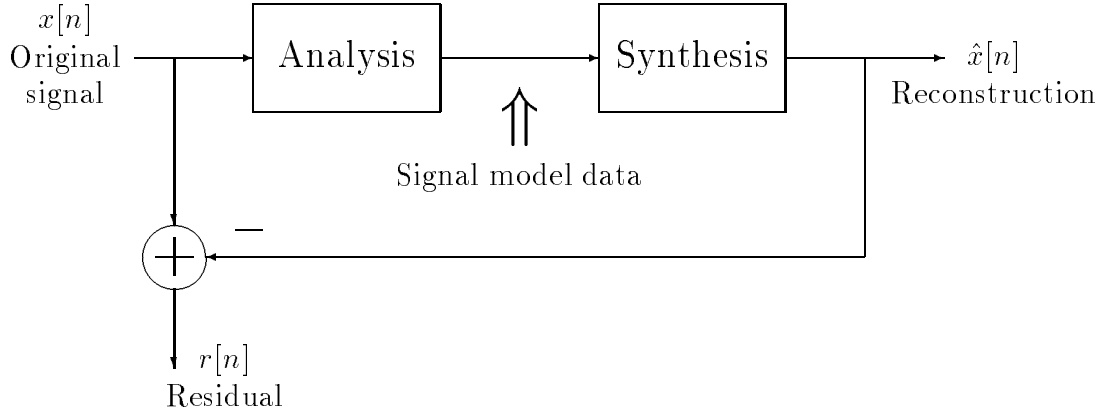 x[n]
Original
signal
Analysis
Synthesis
x̂[n]
Reconstruction
Signal model data
−
+
r[n]
Residual